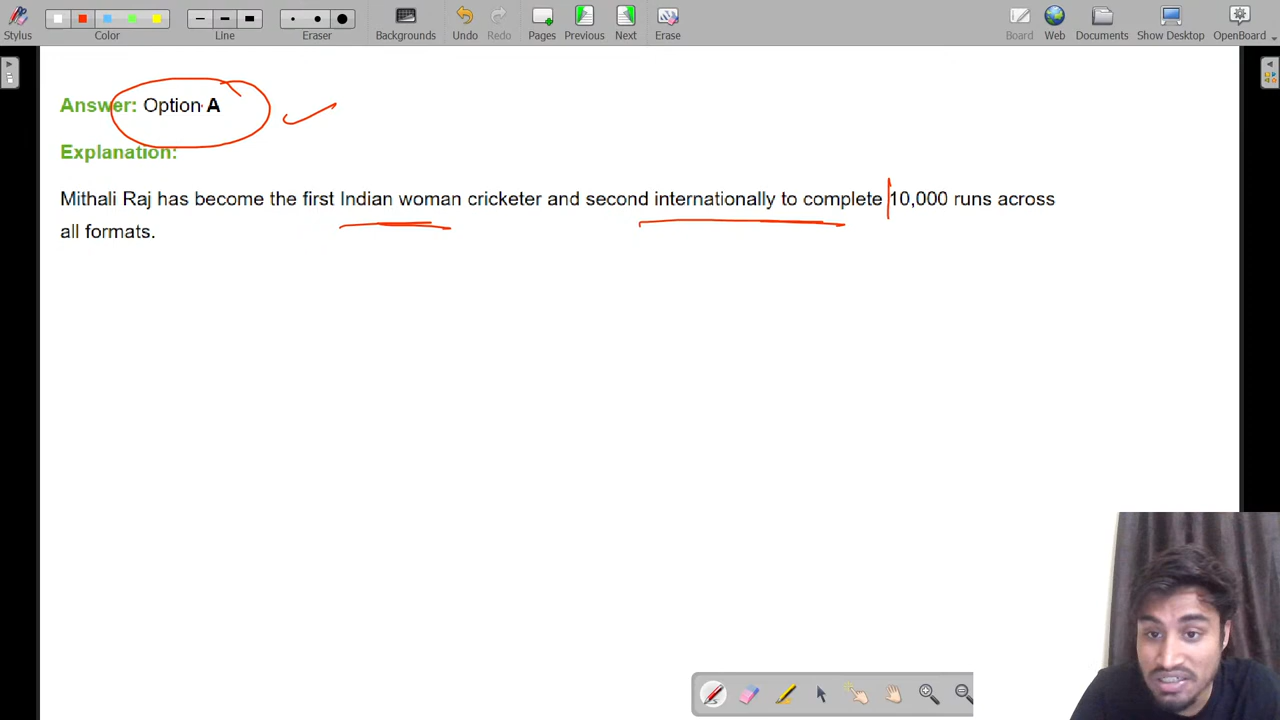 Stylus
Color
Line
Eraser
Backgrounds
Undo
Redo
Pages
Previous
Next
Erase
Board
Web
Documents
Show Desktop
OpenBoard
Answer: Option A
Explanation:
Mithali Raj has become the first Indian woman cricketer and second internationally to complete 10,000 runs across
all formats.